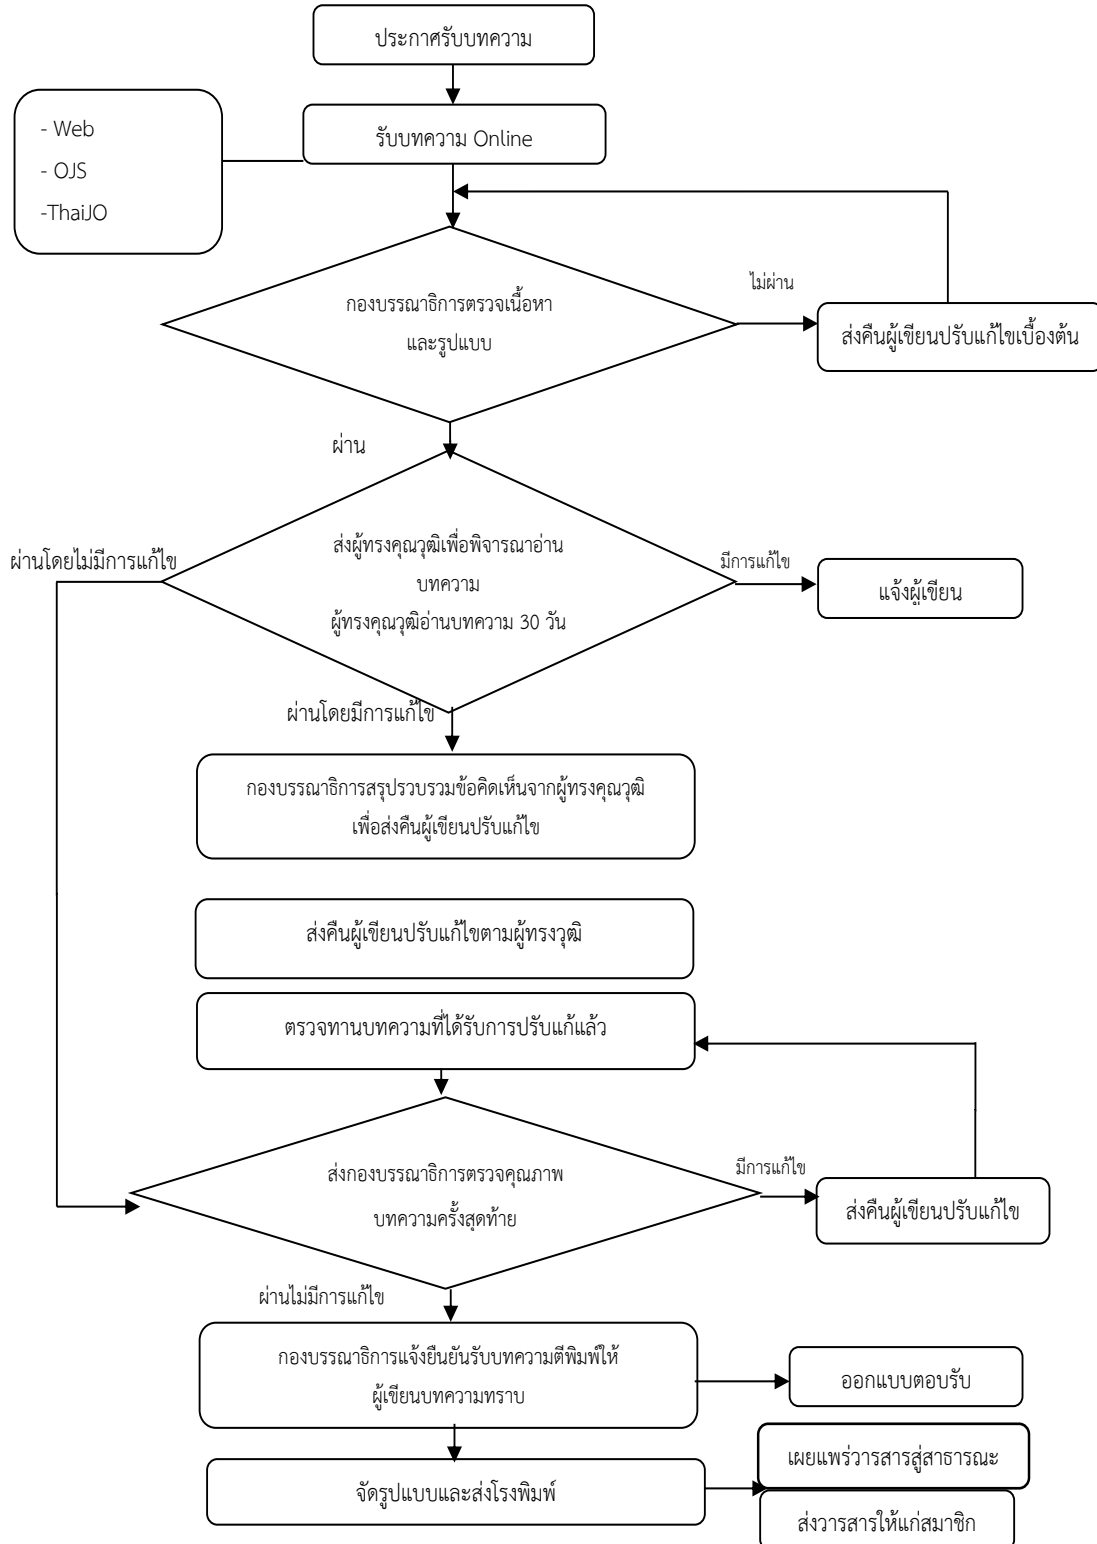 ประกาศรับบทความ
- Web
- OJS
-ThaiJO
รับบทความ Online
กองบรรณาธิการตรวจเนื้อหา
และรูปแบบ
ไม่ผ่าน
ส่งคืนผู้เขียนปรับแก้ไขเบื้องต้น
ผ่าน
ส่งผู้ทรงคุณวุฒิเพื่อพิจารณาอ่าน
บทความ
ผู้ทรงคุณวุฒิอ่านบทความ 30 วัน
ผ่านโดยไม่มีการแก้ไข
มีการแก้ไข
แจ้งผู้เขียน
ผ่านโดยมีการแก้ไข
กองบรรณาธิการสรุปรวบรวมข้อคิดเห็นจากผู้ทรงคุณวุฒิ
เพื่อส่งคืนผู้เขียนปรับแก้ไข
ส่งคืนผู้เขียนปรับแก้ไขตามผู้ทรงวุฒิ
ตรวจทานบทความที่ได้รับการปรับแก้แล้ว
ส่งกองบรรณาธิการตรวจคุณภาพ
บทความครั้งสุดท้าย
มีการแก้ไข
ส่งคืนผู้เขียนปรับแก้ไข
ผ่านไม่มีการแก้ไข
กองบรรณาธิการแจ้งยืนยันรับบทความตีพิมพ์ให้
ผู้เขียนบทความทราบ
ออกแบบตอบรับ
จัดรูปแบบและส่งโรงพิมพ์
เผยแพร่วารสารสู่สาธารณะ
ส่งวารสารให้แก่สมาชิก